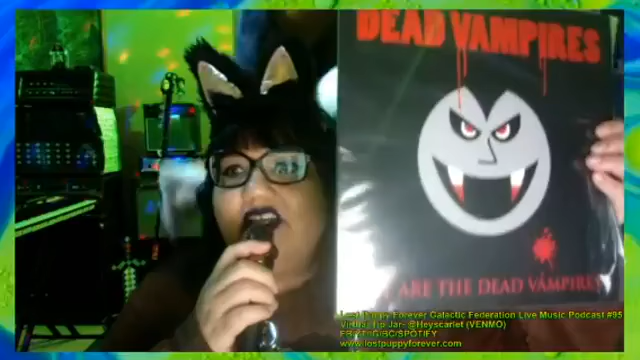 DEAD VAMPIRES
ARE THE DEAD VAMPIRES
Lost Puppy Forever Galactic Federation Live Music Podcast #95
Virtual Tip Jar- @Heyscarlet (VENMO)
www.lostpuppyforever.com